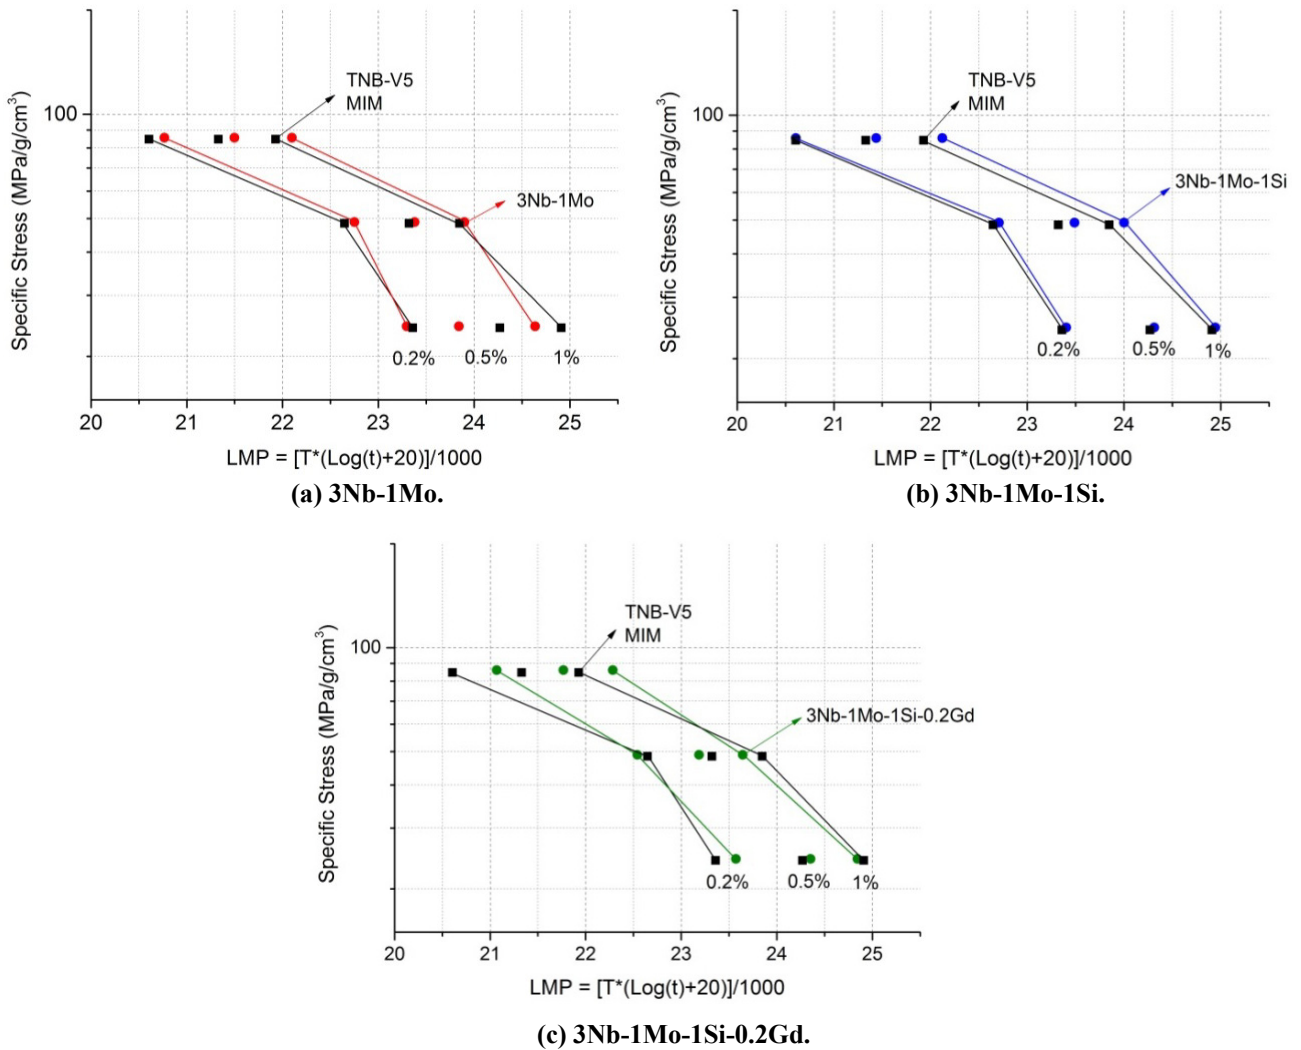 TNB-V5
MIM
100
3Nb-1Mo
Specific Stress (MPa/g/cm³)
0.2%
0.5%
1%
20
21
22
23
24
25
LMP = [T*(Log(t)+20)]/1000
(a) 3Nb-1Mo.
TNB-V5
MIM
100
3Nb-1Mo-1Si
Specific Stress (MPa/g/cm³)
0.2%
0.5%
1%
20
21
22
23
24
25
LMP = [T*(Log(t)+20)]/1000
(b) 3Nb-1Mo-1Si.
TNB-V5
MIM
100
3Nb-1Mo-1Si-0.2Gd
Specific Stress (MPa/g/cm³)
0.2%
0.5%
1%
20
21
22
23
24
25
LMP = [T*(Log(t)+20)]/1000
(c) 3Nb-1Mo-1Si-0.2Gd.